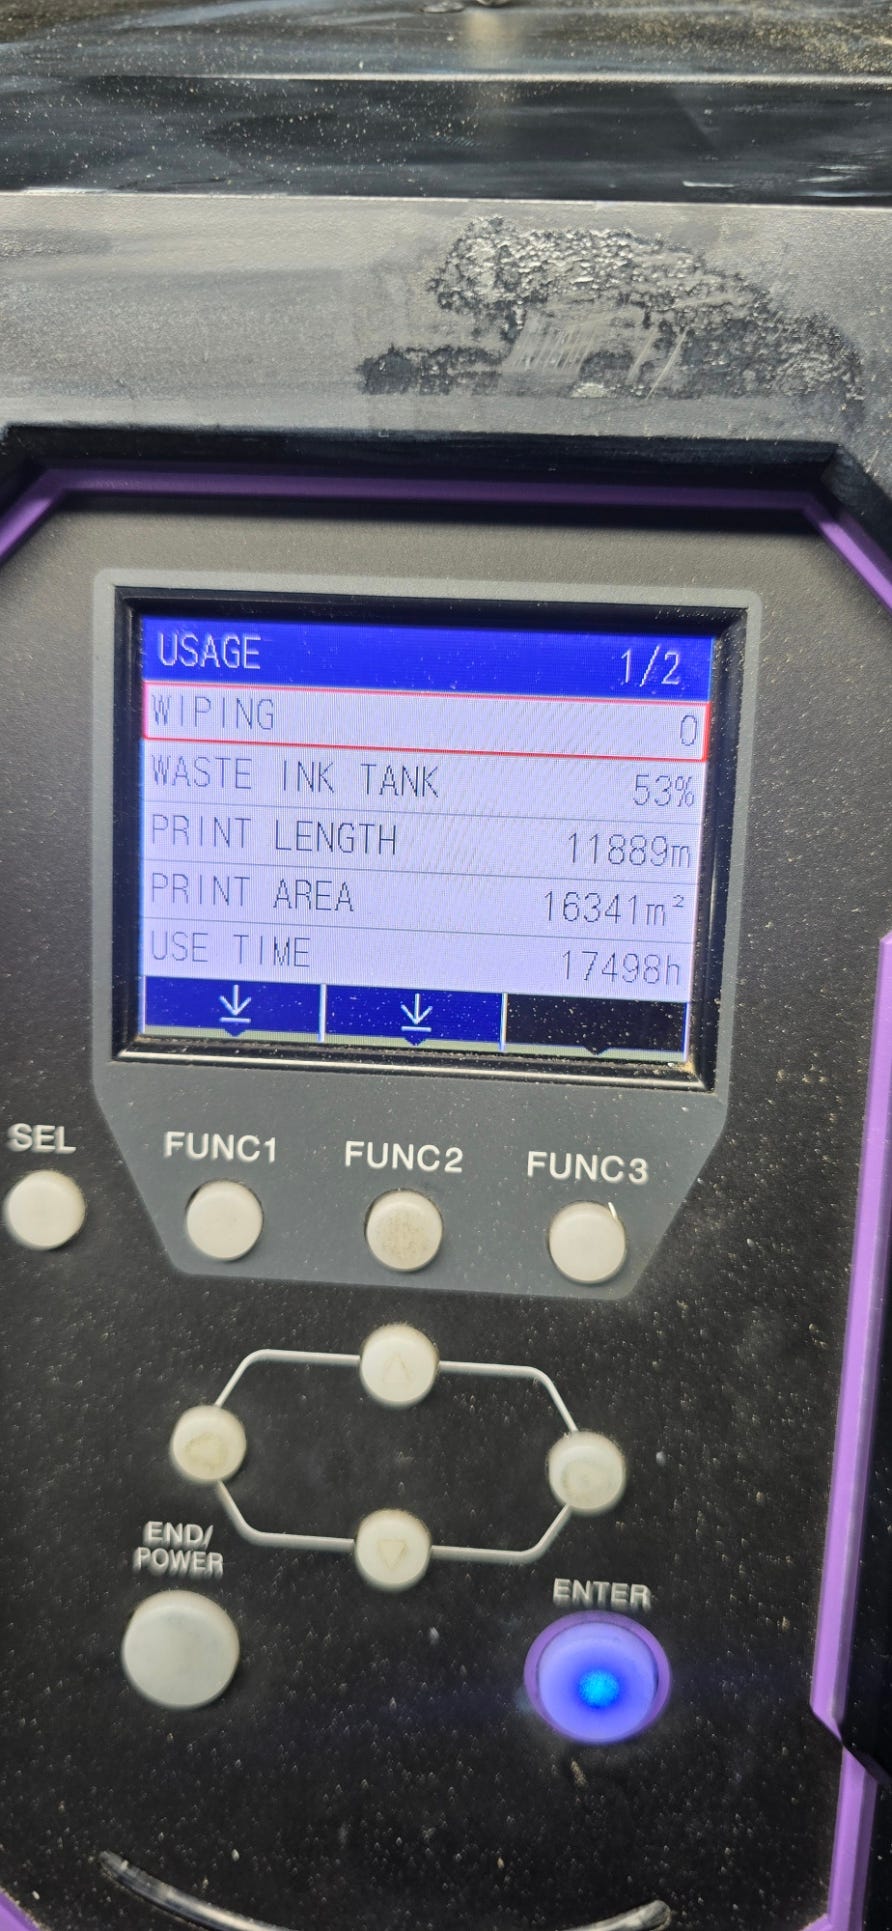 USAGE 1/2
WIPING 0
WASTE INK TANK 53%
PRINT LENGTH 11889m
PRINT AREA 16341m²
USE TIME 17498h
SEL FUNC1 FUNC2 FUNC3
END/
POWER
ENTER